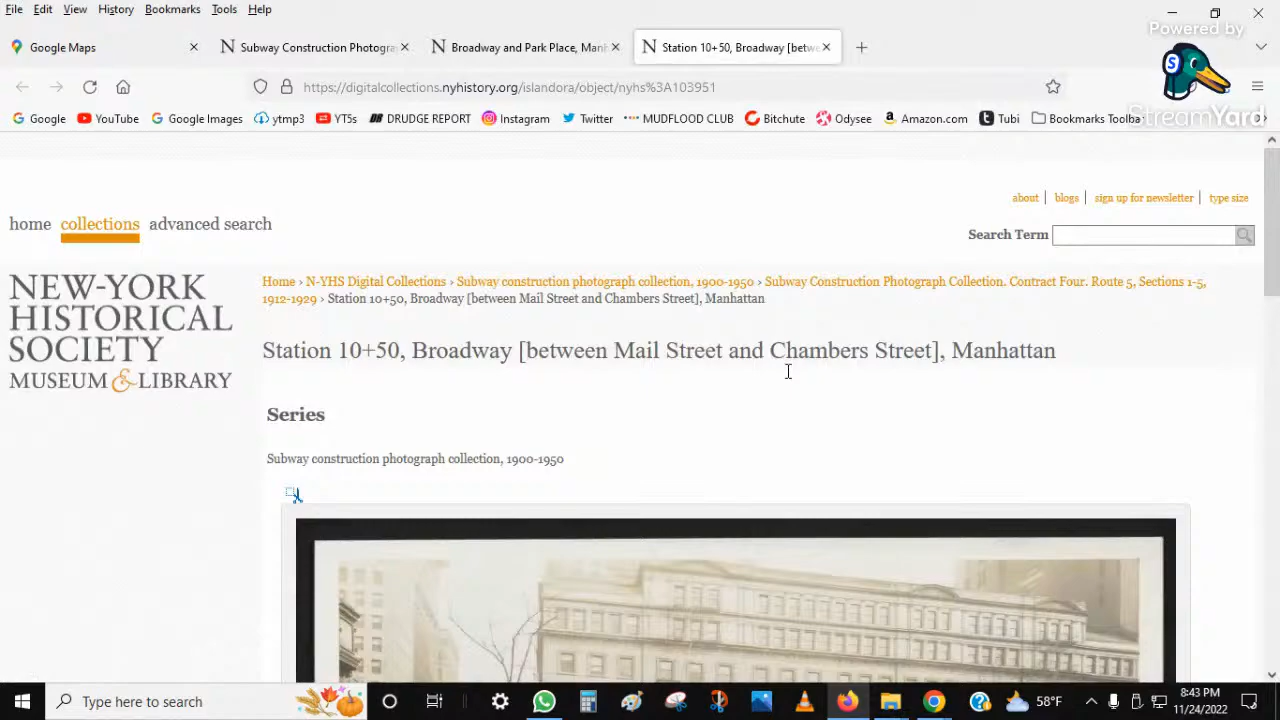 File Edit View History Bookmarks Tools Help
Google Maps
Subway Construction Photogra
Broadway and Park Place, Manh
Station 10+50, Broadway [betwe
Powered by
StreamYard
https://digitalcollections.nyhistory.org/islandora/object/nyhs%3A103951
Google YouTube Google Images ytmp3 YT5s DRUDGE REPORT Instagram Twitter MUDFLOOD CLUB Bitchute Odysee Amazon.com Tubi Bookmarks Toolba
about blogs sign up for newsletter type size
home collections advanced search
Search Term
NEW-YORK
HISTORICAL
SOCIETY
MUSEUM & LIBRARY
Home › N-YHS Digital Collections › Subway construction photograph collection, 1900-1950 › Subway Construction Photograph Collection. Contract Four. Route 5, Sections 1-5,
1912-1929 › Station 10+50, Broadway [between Mail Street and Chambers Street], Manhattan
Station 10+50, Broadway [between Mail Street and Chambers Street], Manhattan
Series
Subway construction photograph collection, 1900-1950
Type here to search
58°F
8:43 PM
11/24/2022